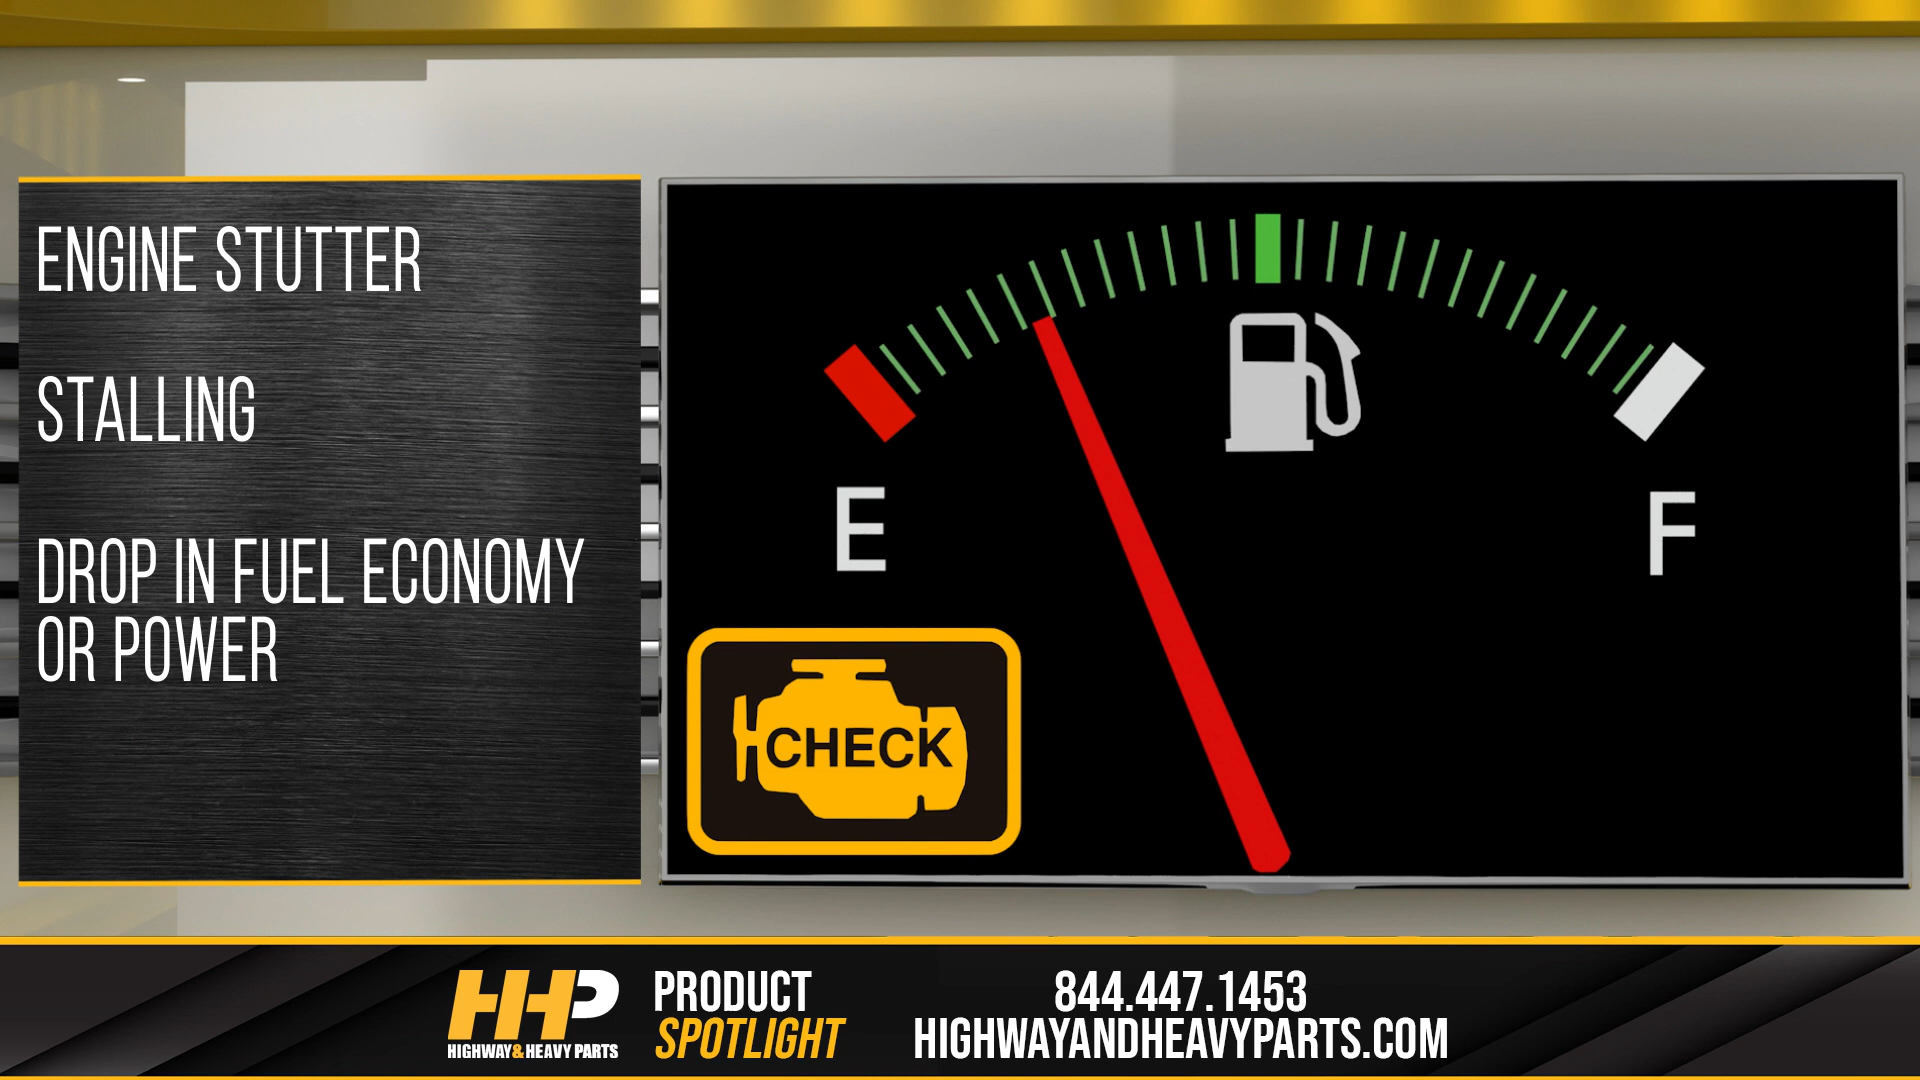 ENGINE STUTTER
STALLING
DROP IN FUEL ECONOMY
OR POWER
E
F
CHECK
HHP
HIGHWAY&HEAVY PARTS
PRODUCT
SPOTLIGHT
844.447.1453
HIGHWAYANDHEAVYPARTS.COM